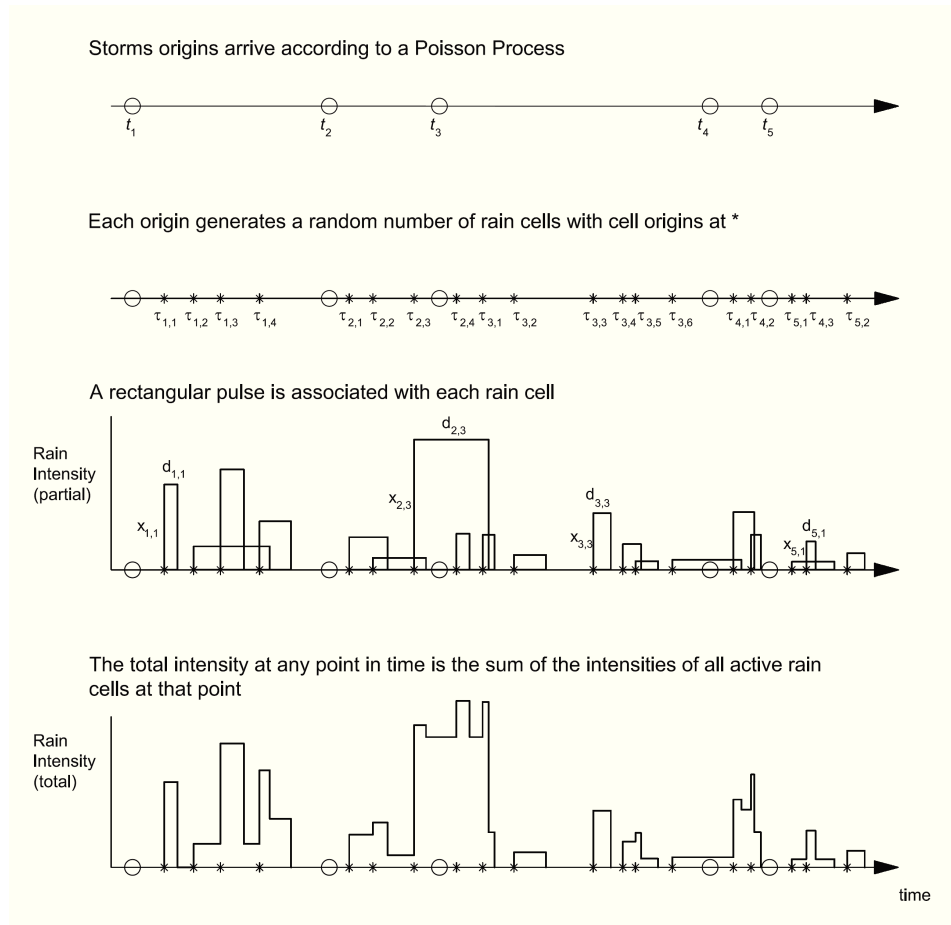 Storms origins arrive according to a Poisson Process
t1 t2 t3 t4 t5
Each origin generates a random number of rain cells with cell origins at *
τ1,1 τ1,2 τ1,3 τ1,4 τ2,1 τ2,2 τ2,3 τ2,4 τ3,1 τ3,2 τ3,3 τ3,4 τ3,5 τ3,6 τ4,1 τ4,2 τ5,1 τ4,3 τ5,2
A rectangular pulse is associated with each rain cell
Rain
Intensity
(partial)
d1,1
x1,1
d2,3
x2,3
d3,3
x3,3
d5,1
x5,1
The total intensity at any point in time is the sum of the intensities of all active rain
cells at that point
Rain
Intensity
(total)
time